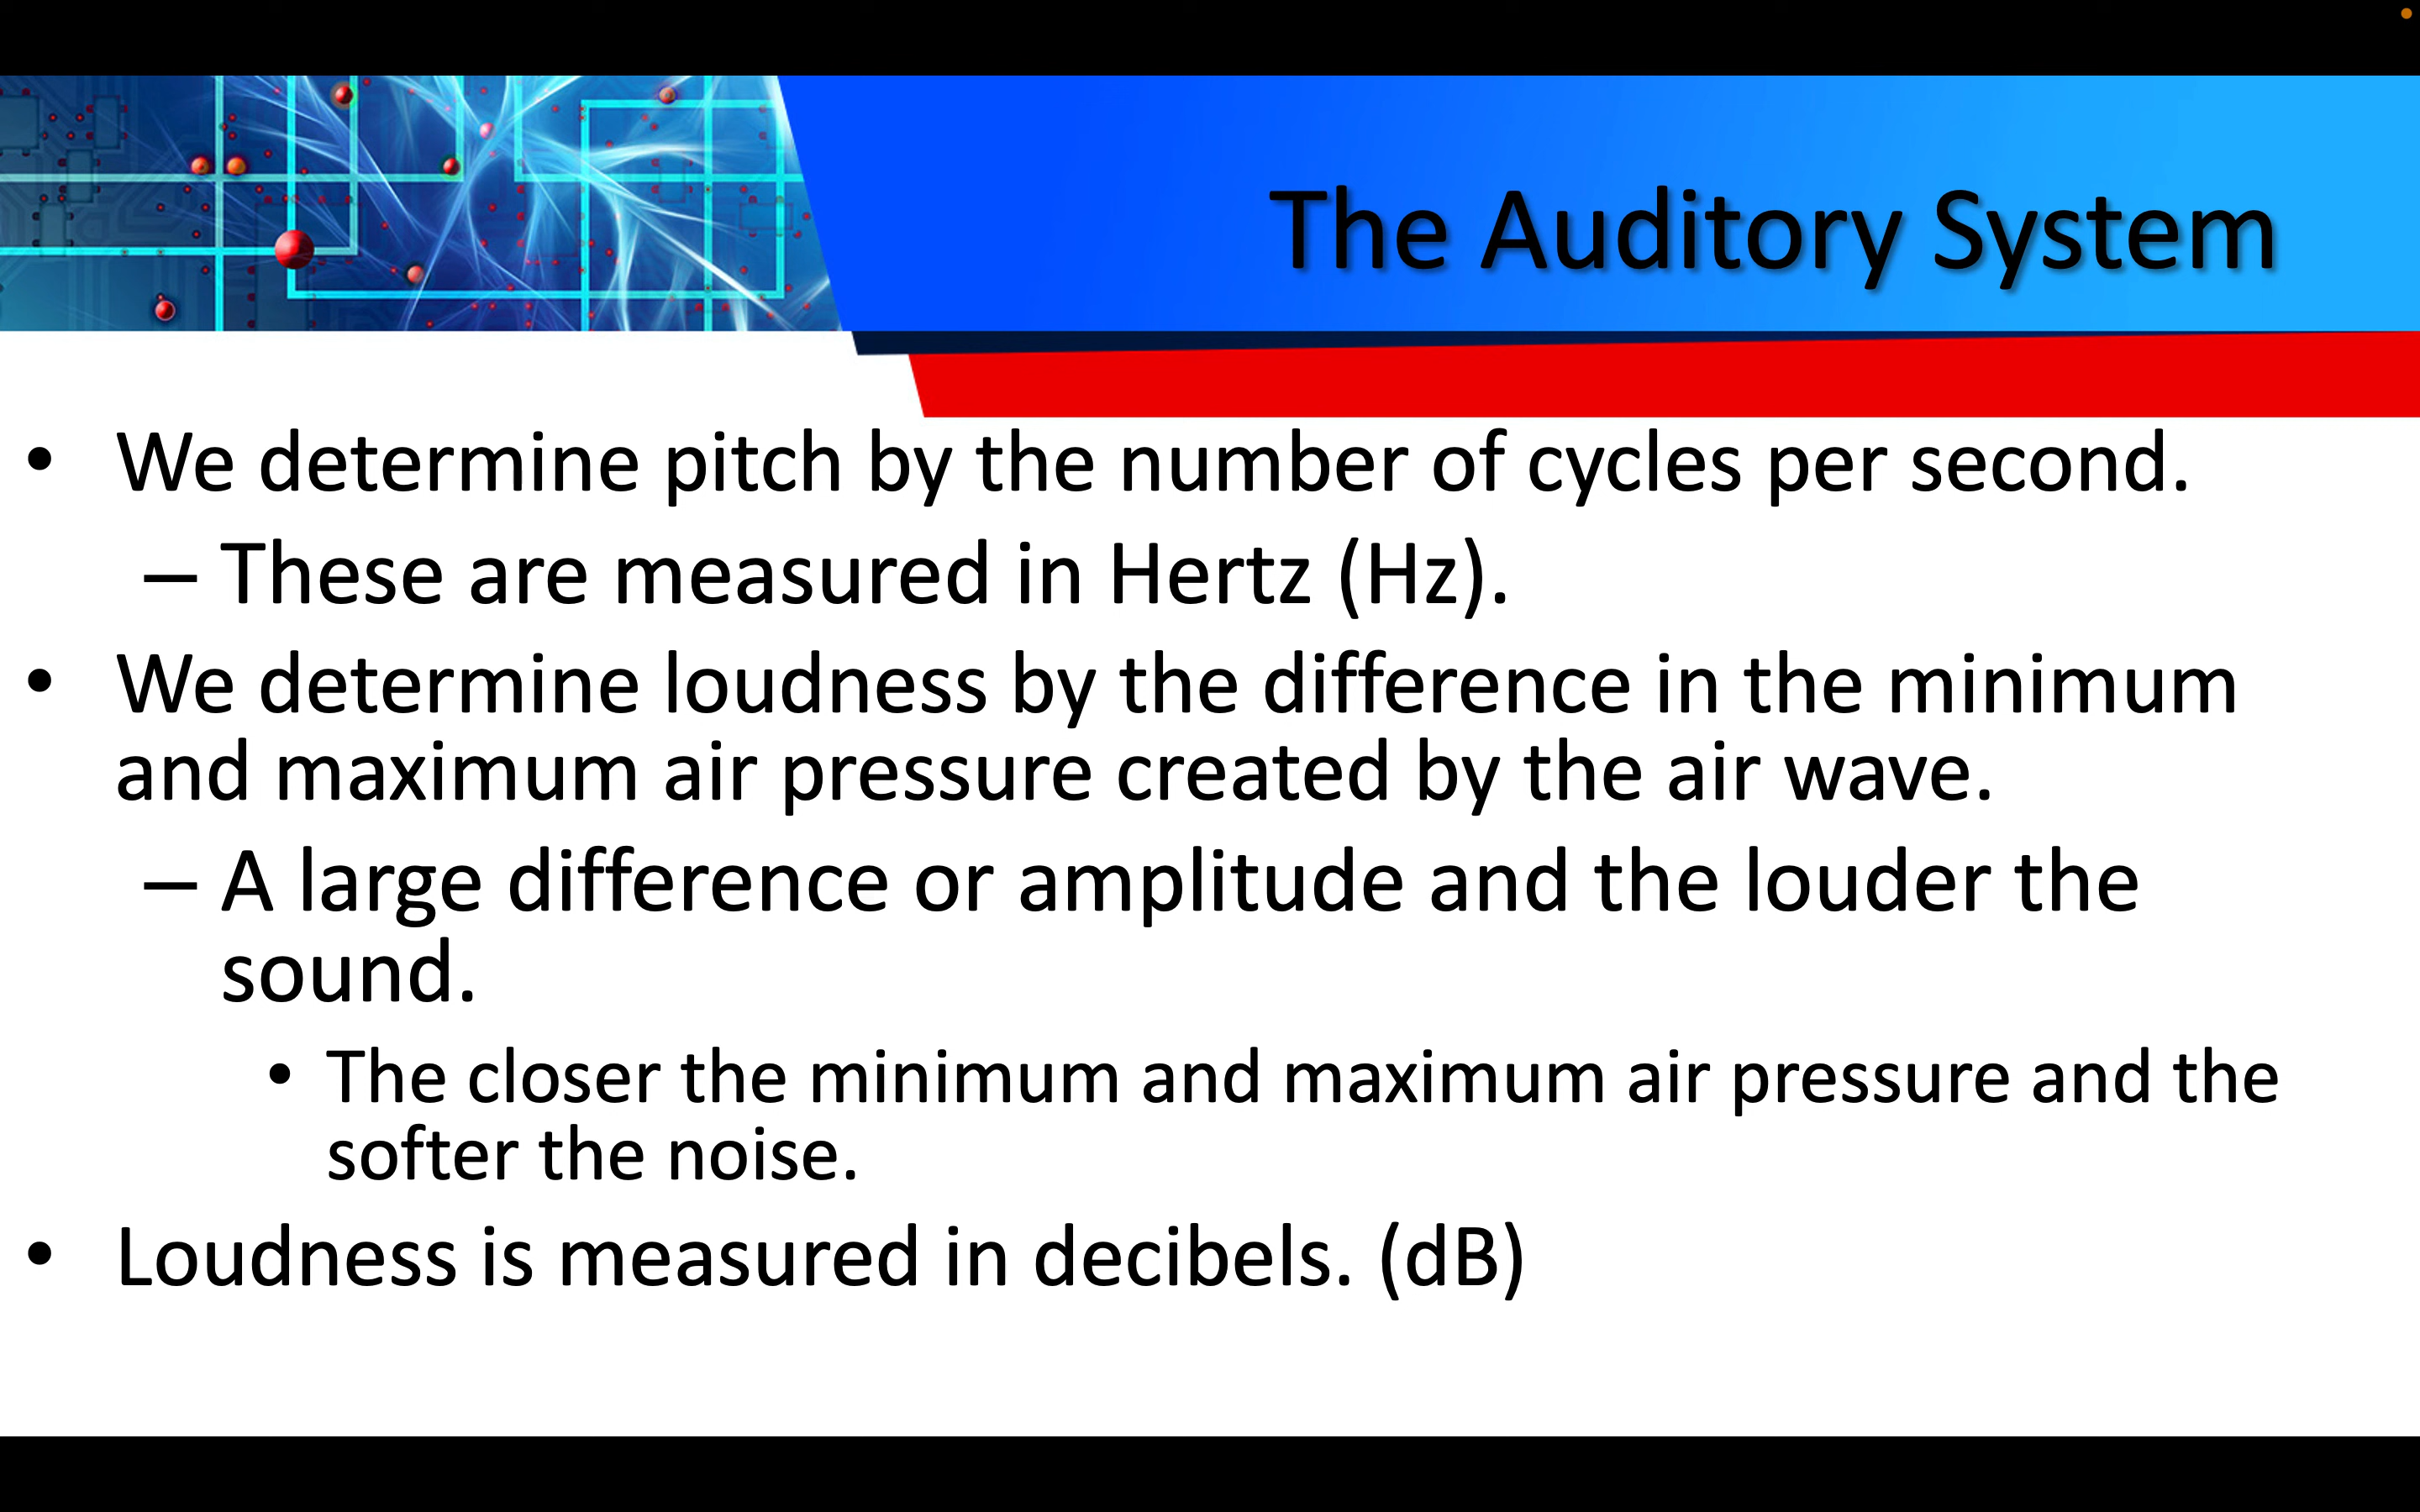 The Auditory System
• We determine pitch by the number of cycles per second.
– These are measured in Hertz (Hz).
• We determine loudness by the difference in the minimum
and maximum air pressure created by the air wave.
– A large difference or amplitude and the louder the
sound.
• The closer the minimum and maximum air pressure and the
softer the noise.
• Loudness is measured in decibels. (dB)